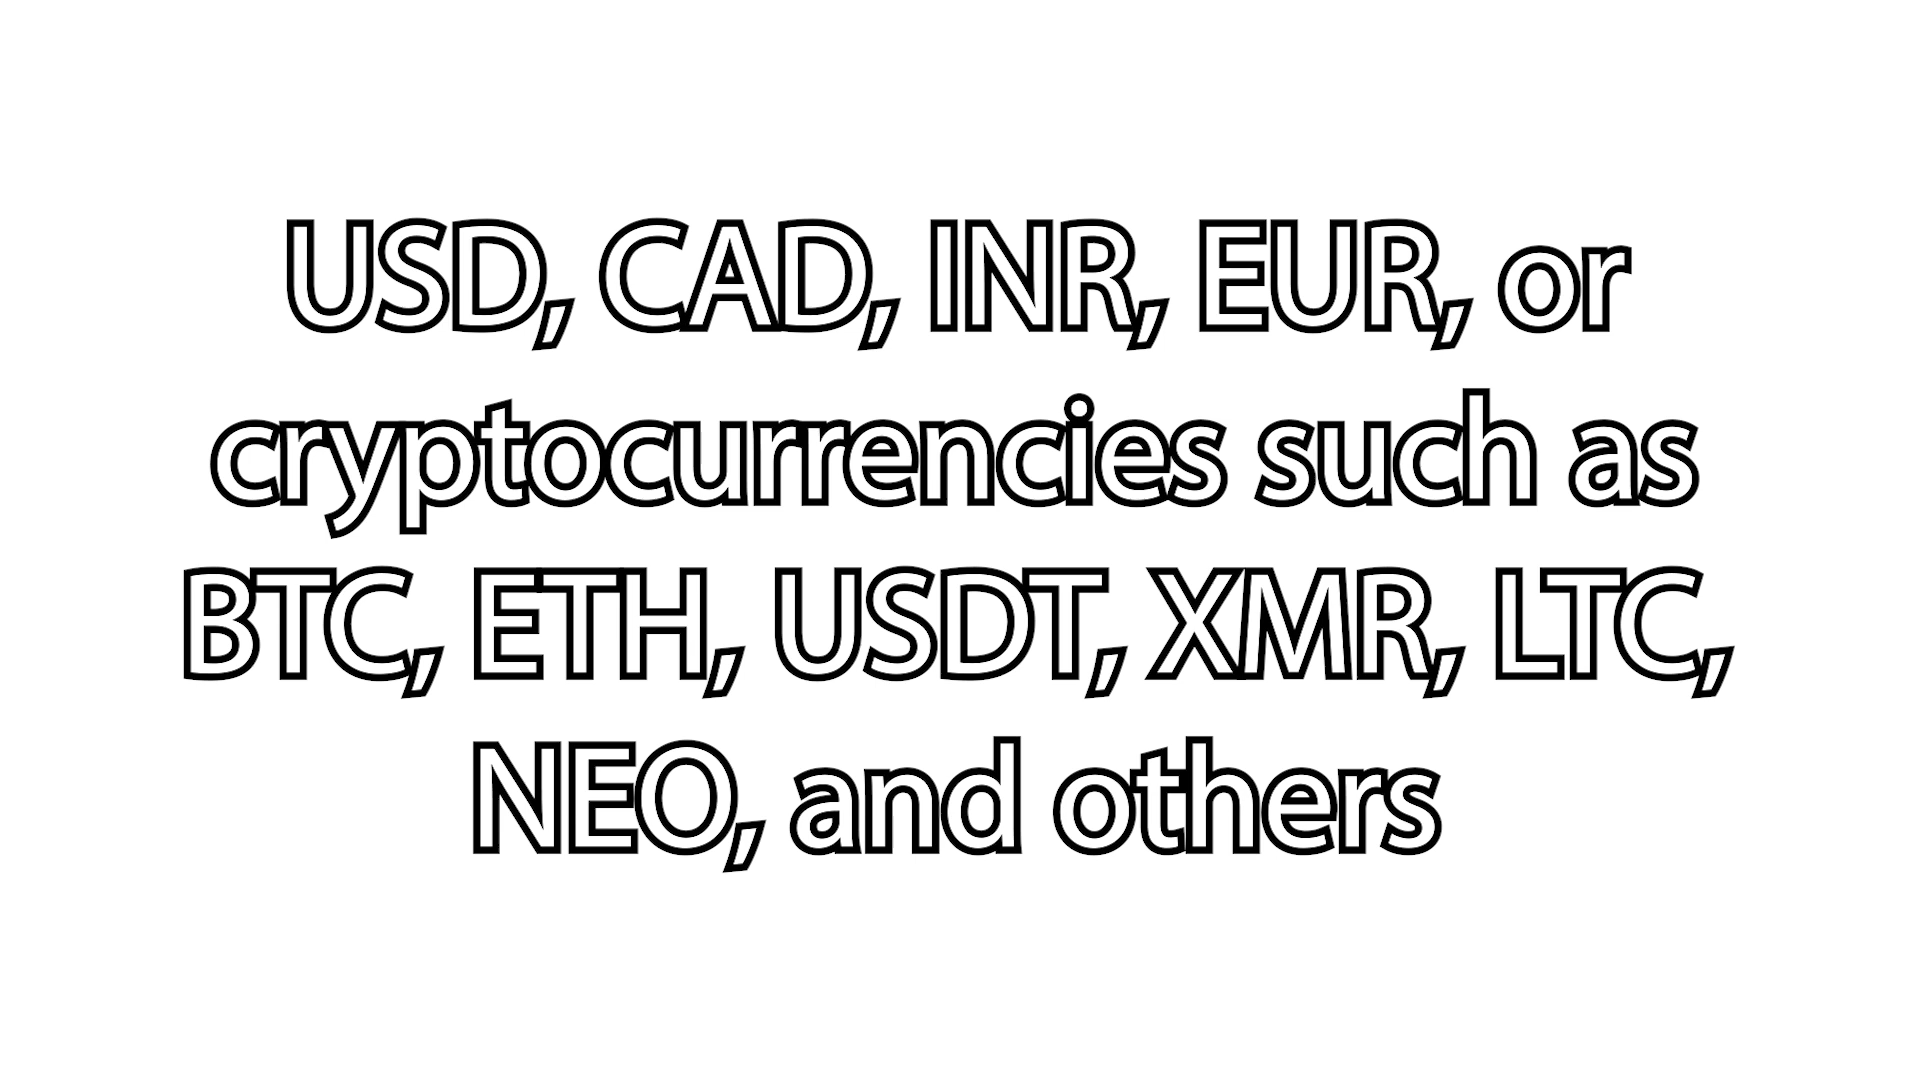 USD, CAD, INR, EUR, or
cryptocurrencies such as
BTC, ETH, USDT, XMR, LTC,
NEO, and others